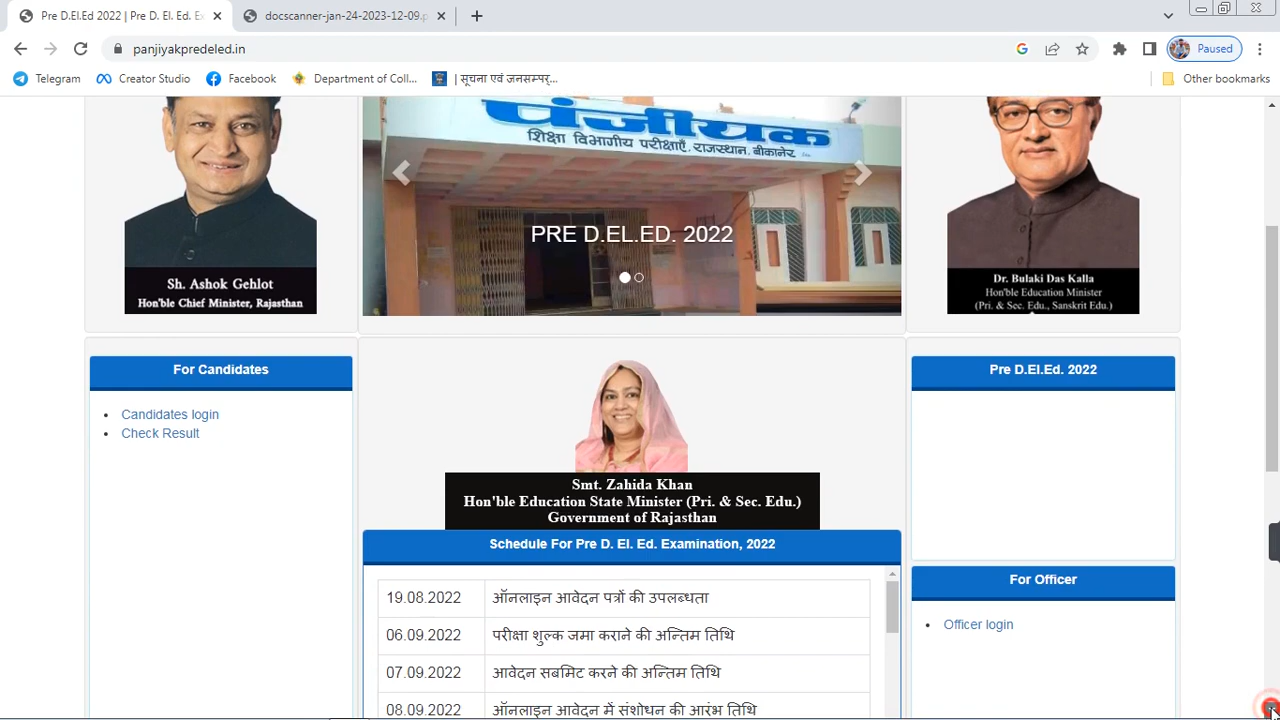 Pre D.El.Ed 2022 | Pre D. El. Ed. Ex
docscanner-jan-24-2023-12-09.p
panjiyakpredeled.in
Paused
Telegram
Creator Studio
Facebook
Department of Coll...
| सूचना एवं जनसम्पर्...
Other bookmarks
पंजीयक
शिक्षा विभागीय परीक्षाएँ, राजस्थान, बीकानेर
PRE D.EL.ED. 2022
Sh. Ashok Gehlot
Hon'ble Chief Minister, Rajasthan
Dr. Bulaki Das Kalla
Hon'ble Education Minister
(Pri. & Sec. Edu., Sanskrit Edu.)
For Candidates
Candidates login
Check Result
Smt. Zahida Khan
Hon'ble Education State Minister (Pri. & Sec. Edu.)
Government of Rajasthan
Schedule For Pre D. El. Ed. Examination, 2022
19.08.2022 ऑनलाइन आवेदन पत्रों की उपलब्धता
06.09.2022 परीक्षा शुल्क जमा कराने की अन्तिम तिथि
07.09.2022 आवेदन सबमिट करने की अन्तिम तिथि
08.09.2022 ऑनलाइन आवेदन में संशोधन की आरंभ तिथि
Pre D.El.Ed. 2022
For Officer
Officer login